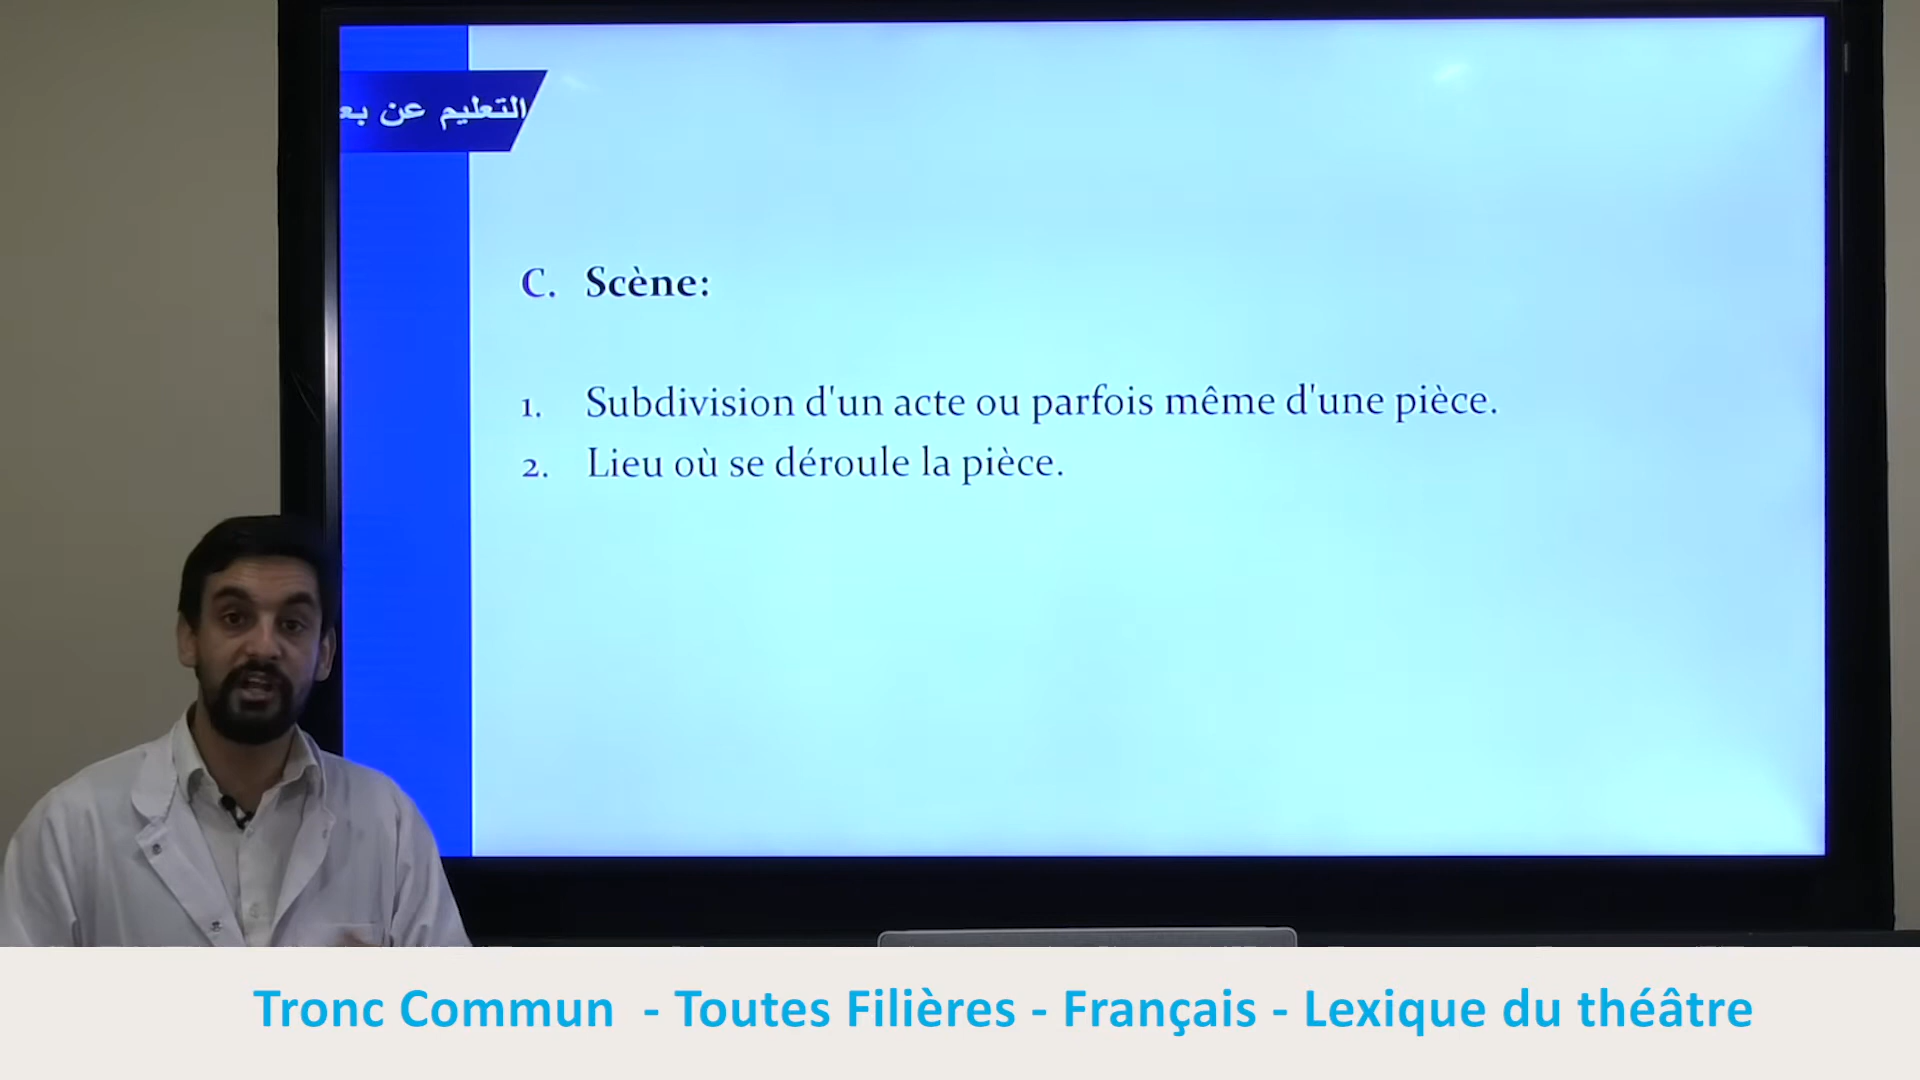 التعليم عن بعد
C. Scène:
1. Subdivision d'un acte ou parfois même d'une pièce.
2. Lieu où se déroule la pièce.
Tronc Commun - Toutes Filières - Français - Lexique du théâtre